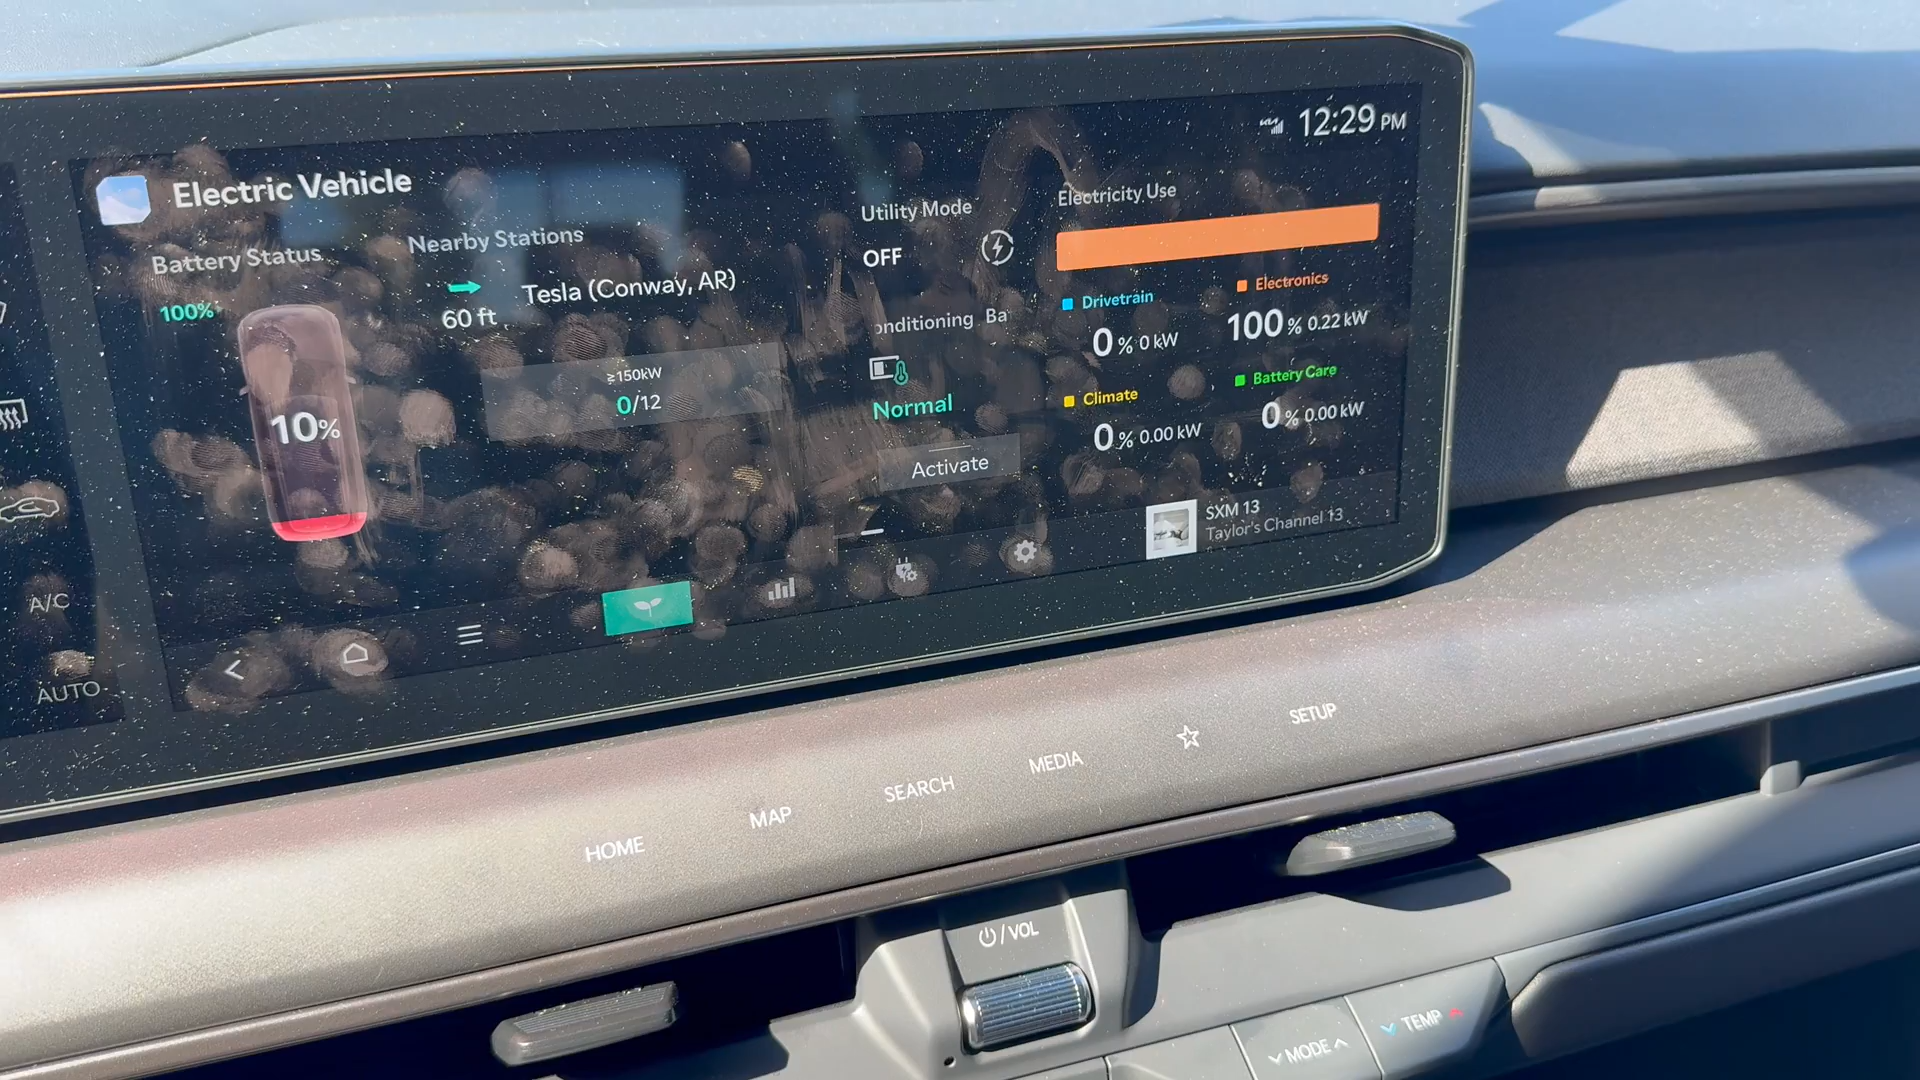 12:29 PM
Electric Vehicle
Battery Status
100%
10%
Nearby Stations
60 ft
Tesla (Conway, AR)
≥150kW
0/12
Utility Mode
OFF
onditioning Ba
Normal
Activate
Electricity Use
Drivetrain
0% 0 kW
Electronics
100% 0.22 kW
Climate
0% 0.00 kW
Battery Care
0% 0.00 kW
SXM 13
Taylor's Channel 13
A/C
AUTO
HOME
MAP
SEARCH
MEDIA
SETUP
/VOL
MODE
TEMP